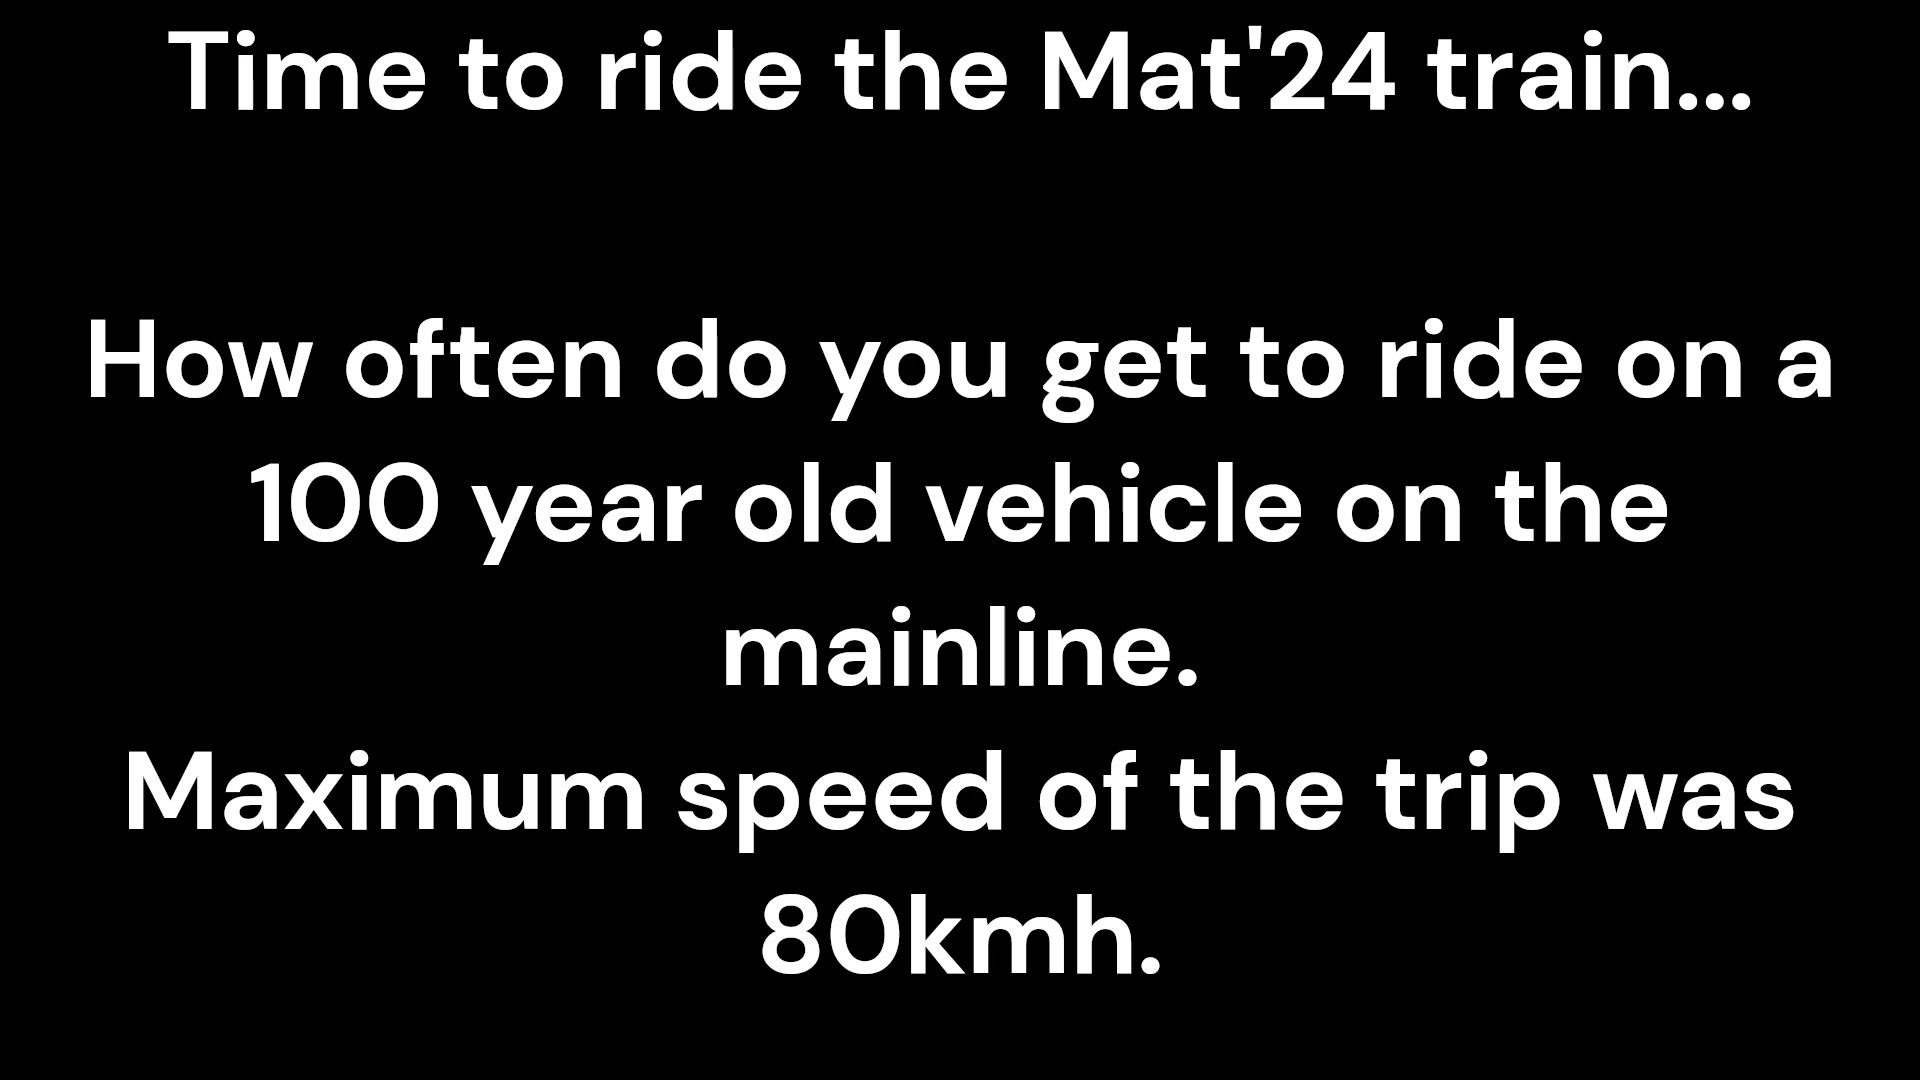 Time to ride the Mat'24 train...
How often do you get to ride on a
100 year old vehicle on the
mainline.
Maximum speed of the trip was
80kmh.